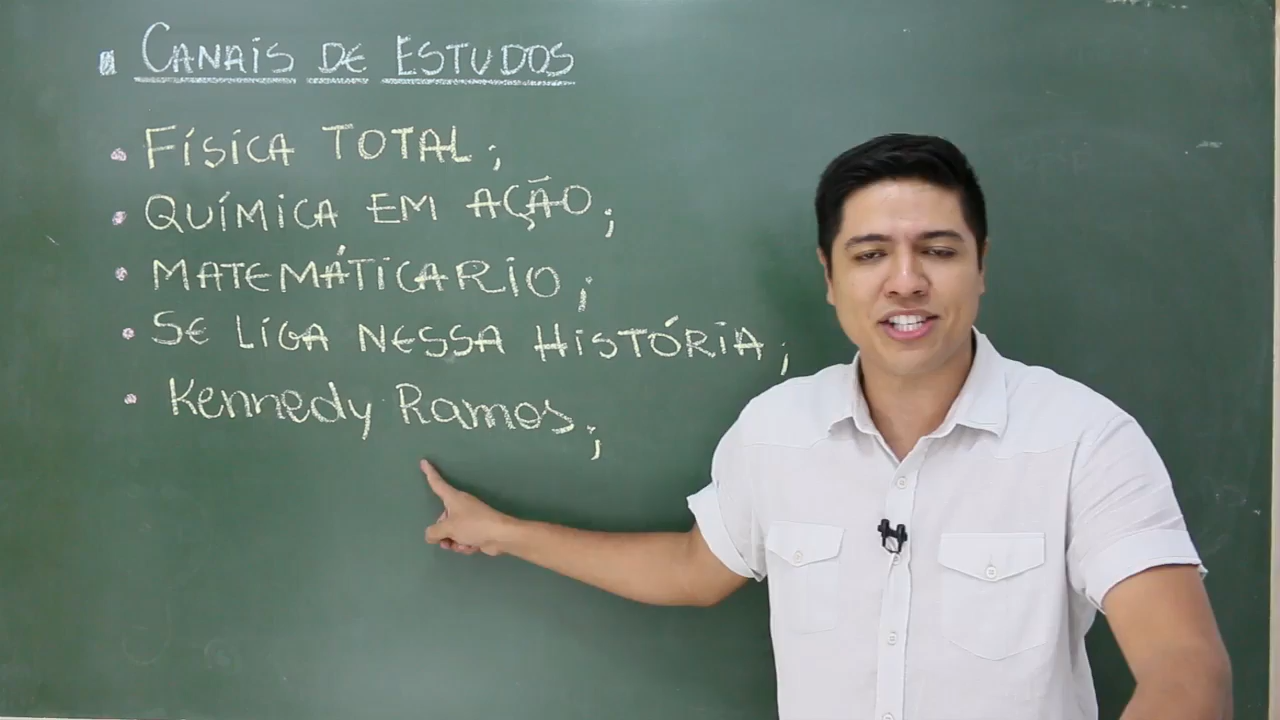 CANAIS DE ESTUDOS
FÍSICA TOTAL;
QUÍMICA EM AÇÃO;
MATEMÁTICARIO;
SE LIGA NESSA HISTÓRIA;
Kennedy Ramos;